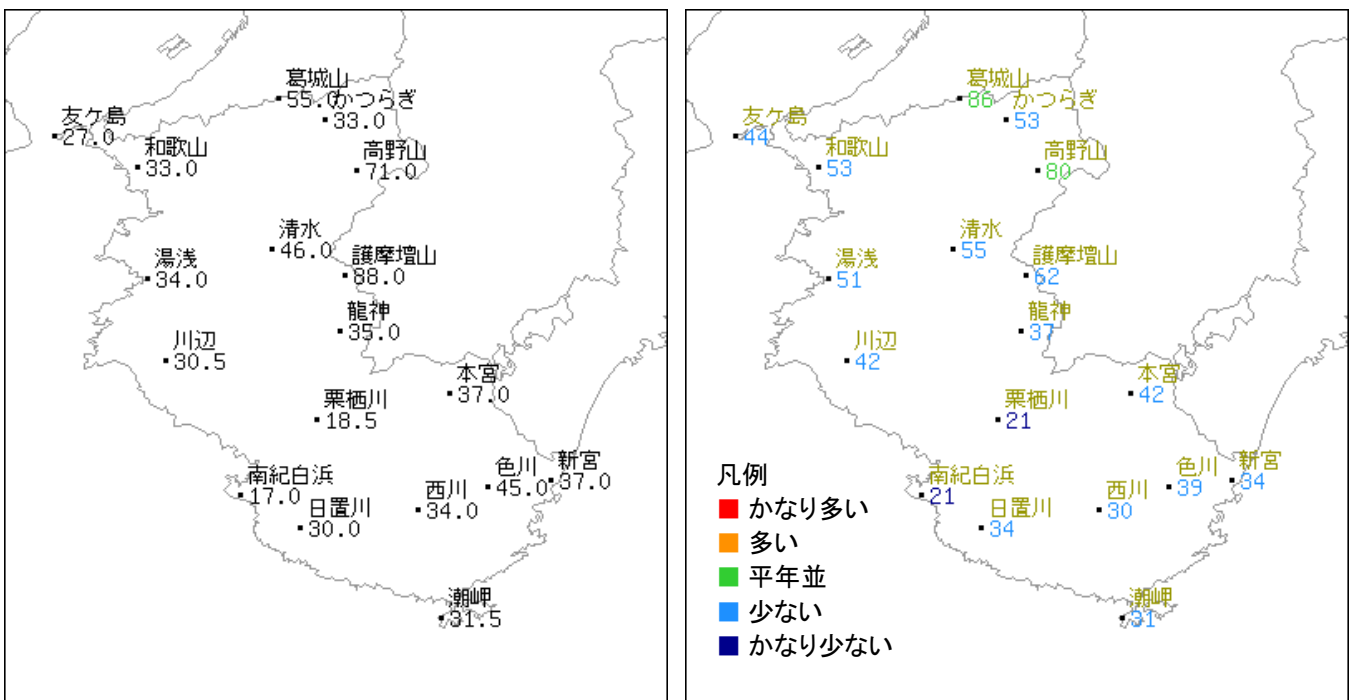 葛城山
55.0
かつらぎ
33.0
友ケ島
27.0
和歌山
33.0
高野山
71.0
清水
46.0
湯浅
34.0
護摩壇山
88.0
龍神
35.0
川辺
30.5
本宮
37.0
栗栖川
18.5
南紀白浜
17.0
日置川
30.0
西川
34.0
色川
45.0
新宮
37.0
潮岬
31.5
葛城山
86
かつらぎ
53
友ケ島
44
和歌山
53
高野山
80
清水
55
湯浅
51
護摩壇山
62
龍神
37
川辺
42
本宮
42
栗栖川
21
南紀白浜
21
日置川
34
西川
30
色川
39
新宮
34
潮岬
31
凡例
かなり多い
多い
平年並
少ない
かなり少ない